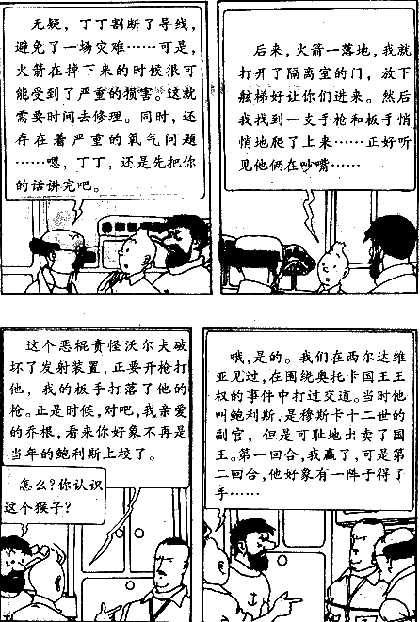 无疑，丁丁割断了导线，
避免了一场灾难……可是，
火箭在掉下来的时候很可
能受到了严重的损害。这就
需要时间去修理。同时，还
存在着严重的氧气问题
……嗯，丁丁，还是先把你
的话讲完吧。
后来，火箭一落地，我就
打开了隔离室的门，放下
舷梯好让你们进来。然后
我找到一支手枪和板手悄
悄地爬了上来……正好听
见他俩在吵嘴……
这个恶棍责怪沃尔夫破
坏了发射装置，正要开枪打
他，我的板手打落了他的
枪。正是时候，对吧，我亲爱
的乔根，看来你好象不再是
当年的鲍利斯上校了。
怎么？你认识
这个猴子？
哦，是的。我们在西尔达维
亚见过，在围绕奥托卡国王王
权的事件中打过交道。当时他
叫鲍利斯，是穆斯卡十二世的
副官，但是可耻地出卖了国
王。第一回合，我赢了，可是第
二回合，他好象有一阵子得了
手……